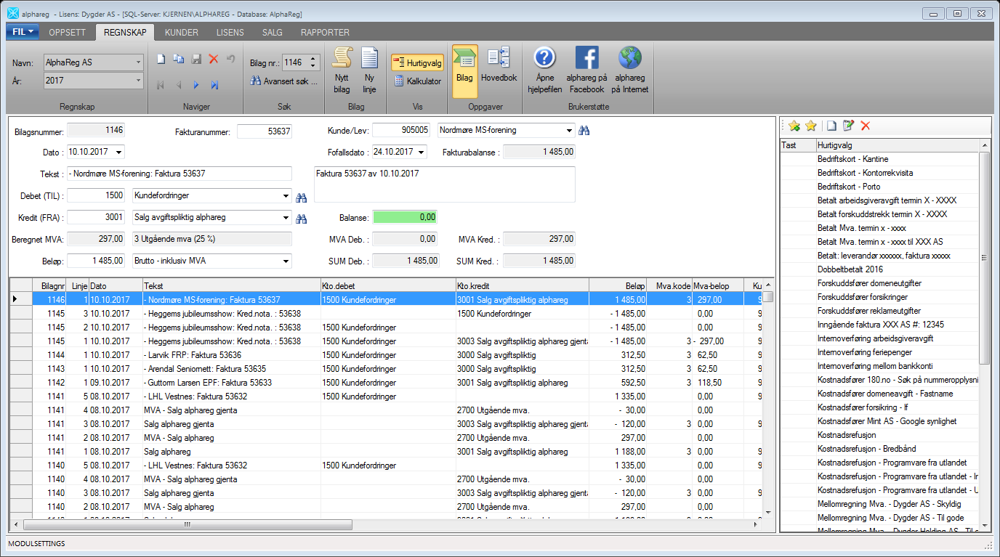 alphareg - Lisens: Dygder AS - [SQL-Server: KJERNEN\ALPHAREG - Database: AlphaReg]
FIL OPPSETT REGNSKAP KUNDER LISENS SALG RAPPORTER
Navn: AlphaReg AS
År: 2017
Regnskap
Naviger
Bilag nr.: 1146
Avansert søk ...
Søk
Nytt bilag
Ny linje
Bilag
Hurtigvalg
Kalkulator
Vis
Bilag
Hovedbok
Oppgaver
Åpne hjelpefilen
alphareg på Facebook
alphareg på Internet
Brukerstøtte
Bilagsnummer: 1146 Fakturanummer: 53637 Kunde/Lev: 905005 Nordmøre MS-forening
Dato : 10.10.2017 Fofallsdato : 24.10.2017 Fakturabalanse : 1 485,00
Tekst : - Nordmøre MS-forening: Faktura 53637 Faktura 53637 av 10.10.2017
Debet (TIL) : 1500 Kundefordringer
Kredit (FRA) : 3001 Salg avgiftspliktig alphareg Balanse: 0,00
Beregnet MVA: 297,00 3 Utgående mva (25 %) MVA Deb. : 0,00 MVA Kred. : 297,00
Beløp: 1 485,00 Brutto - inklusiv MVA SUM Deb. : 1 485,00 SUM Kred. : 1 485,00
Bilagnr Linje Dato Tekst Kto.debet Kto.kredit Beløp Mva.kode Mva-belop Ku
1146 1 10.10.2017 - Nordmøre MS-forening: Faktura 53637 1500 Kundefordringer 3001 Salg avgiftspliktig alphareg 1 485,00 3 297,00 9
1145 3 10.10.2017 - Heggems jubileumsshow: Kred.nota. : 53638 1500 Kundefordringer - 1 485,00 0,00 9
1145 2 10.10.2017 - Heggems jubileumsshow: Kred.nota. : 53638 1500 Kundefordringer - 1 485,00 0,00 9
1145 1 10.10.2017 - Heggems jubileumsshow: Kred.nota. : 53638 1500 Kundefordringer 3003 Salg avgiftspliktig alphareg gjenta - 1 485,00 3 - 297,00 9
1144 1 10.10.2017 - Larvik FRP: Faktura 53636 1500 Kundefordringer 3000 Salg avgiftspliktig 312,50 3 62,50 9
1143 1 10.10.2017 - Arendal Seniornett: Faktura 53635 1500 Kundefordringer 3000 Salg avgiftspliktig 312,50 3 62,50 9
1142 1 09.10.2017 - Guttorm Larsen EPF: Faktura 53633 1500 Kundefordringer 3001 Salg avgiftspliktig alphareg 592,50 3 118,50 9
1141 5 08.10.2017 - LHL Vestnes: Faktura 53632 1500 Kundefordringer 1 335,00 0,00 9
1141 4 08.10.2017 MVA - Salg alphareg gjenta 2700 Utgående mva. - 30,00 0,00
1141 3 08.10.2017 Salg alphareg gjenta 3003 Salg avgiftspliktig alphareg gjenta - 120,00 3 0,00 9
1141 2 08.10.2017 MVA - Salg alphareg 2700 Utgående mva. 297,00 0,00
1141 1 08.10.2017 Salg alphareg 3001 Salg avgiftspliktig alphareg 1 188,00 3 0,00 9
1140 5 08.10.2017 - LHL Vestnes: Faktura 53632 1500 Kundefordringer 1 335,00 0,00 9
1140 4 08.10.2017 MVA - Salg alphareg gjenta 2700 Utgående mva. - 30,00 0,00
1140 3 08.10.2017 Salg alphareg gjenta 3003 Salg avgiftspliktig alphareg gjenta - 120,00 3 0,00 9
1140 2 08.10.2017 MVA - Salg alphareg 2700 Utgående mva. 297,00 0,00
Tast Hurtigvalg
Bedriftskort - Kantine
Bedriftskort - Kontorrekvisita
Bedriftskort - Porto
Betalt arbeidsgiveravgift termin X - XXXX
Betalt forskuddstrekk termin X - XXXX
Betalt Mva. termin x - xxxx
Betalt Mva. termin x - xxxx til XXX AS
Betalt: leverandør xxxxxx, faktura xxxxx
Dobbeltbetalt 2016
Forskuddsfører domeneutgifter
Forskuddsfører forsikringer
Forskuddsfører reklameutgifter
Inngående faktura XXX AS #: 12345
Internoverføring arbeidsgiveravgift
Internoverføring feriepenger
Internoverføring mellom bankkonti
Kostnadsfører 180.no - Søk på nummeropplysni
Kostnadsfører domeneavgift - Fastname
Kostnadsfører forsikring - If
Kostnadsfører Mint AS - Google synlighet
Kostnadsrefusjon
Kostnadsrefusjon - Bredbånd
Kostnadsrefusjon - Programvare fra utlandet
Kostnadsrefusjon - Programvare fra utlandet - In
Kostnadsrefusjon - Programvare fra utlandet - U
Mellomregning Mva. - Dygder AS - Skyldig
Mellomregning Mva. - Dygder AS - Til gode
Mellomregning Mva. - Dygder Holding AS - Til g
MODULSETTINGS